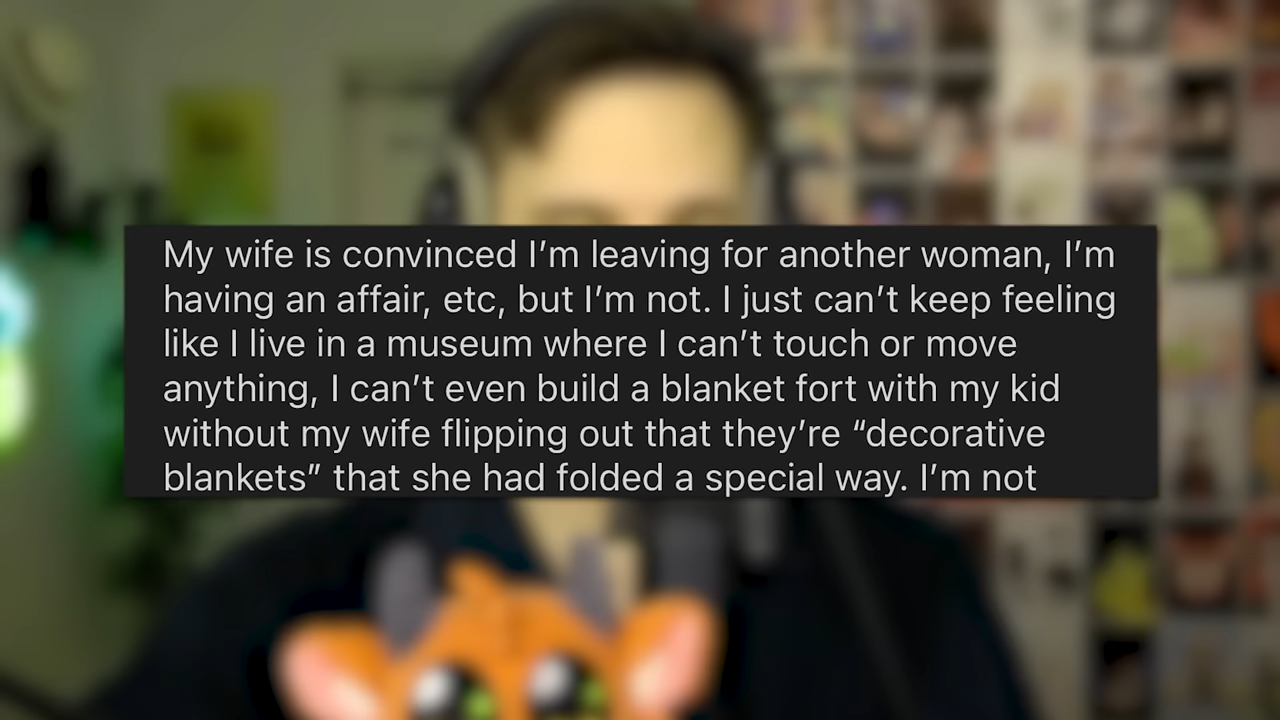 My wife is convinced I’m leaving for another woman, I’m
having an affair, etc, but I’m not. I just can’t keep feeling
like I live in a museum where I can’t touch or move
anything, I can’t even build a blanket fort with my kid
without my wife flipping out that they’re “decorative
blankets” that she had folded a special way. I’m not